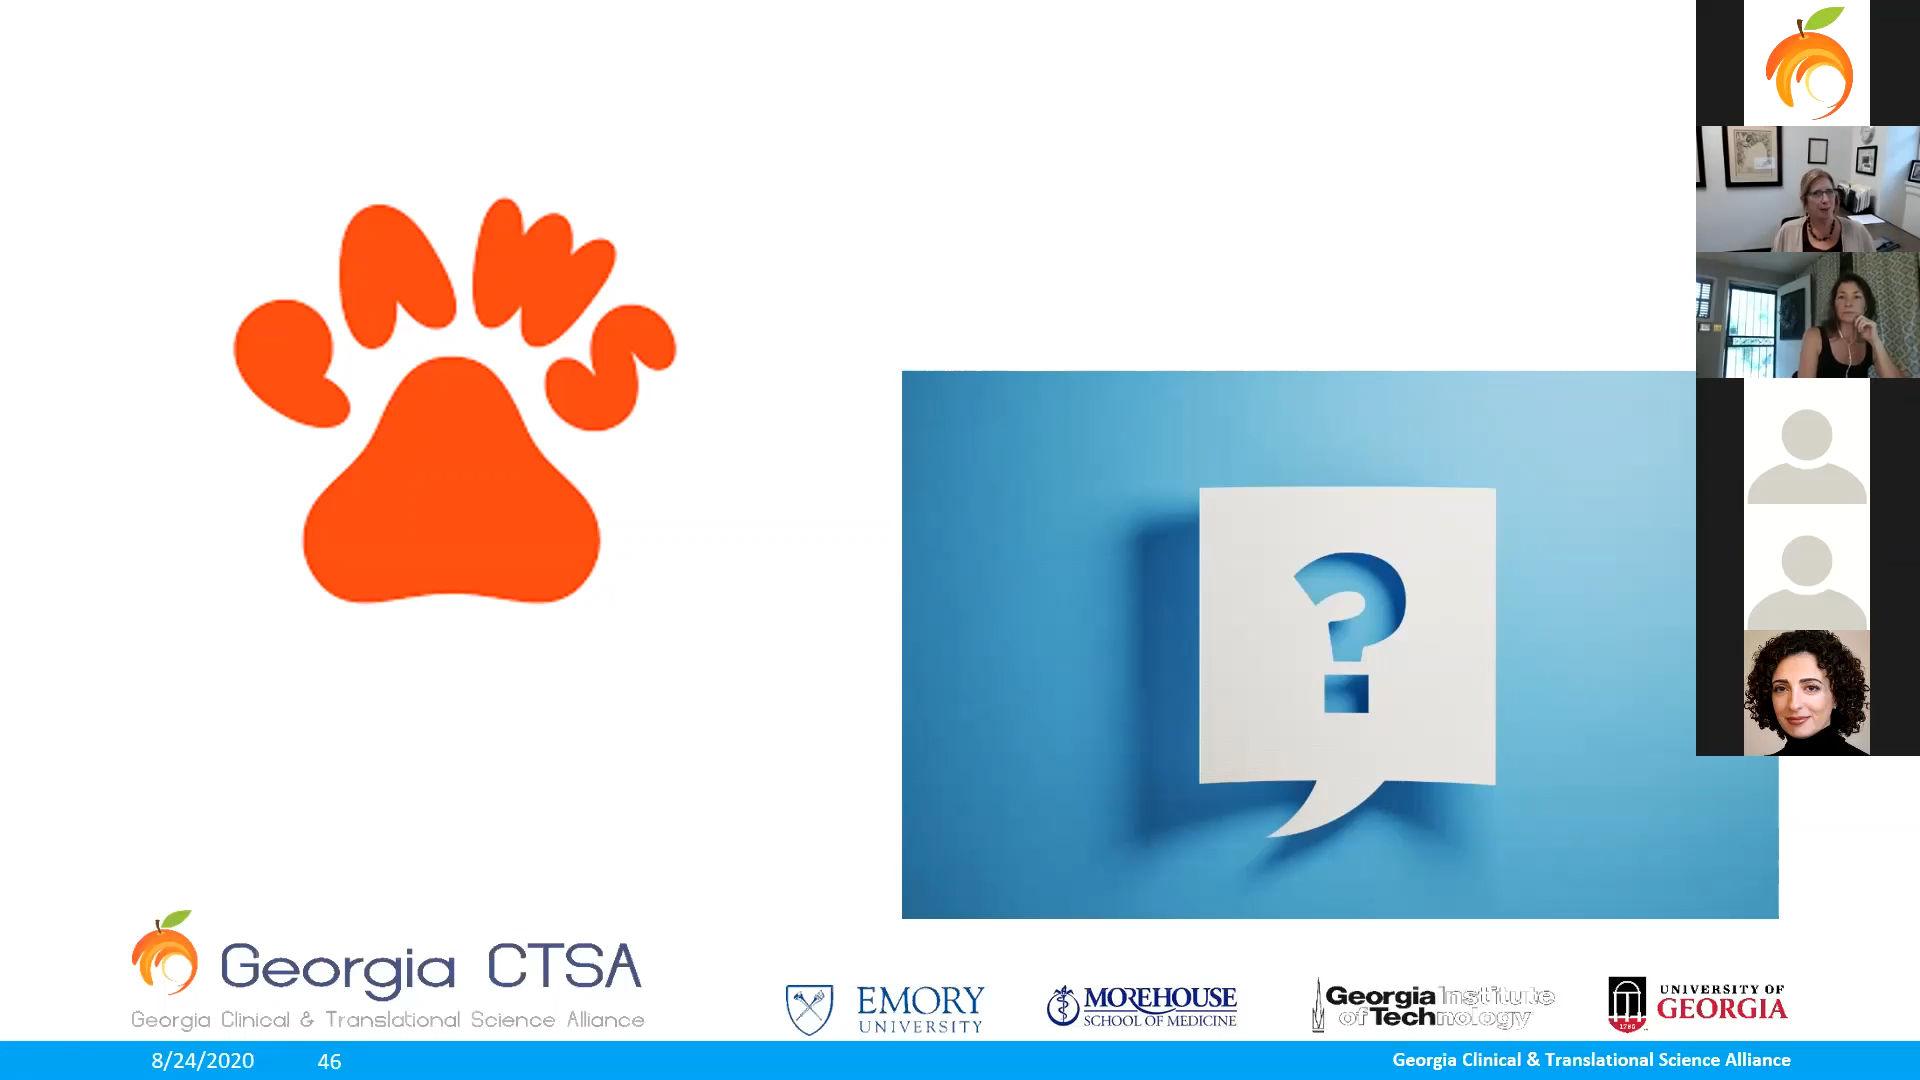 PAWS
?
Georgia CTSA
Georgia Clinical & Translational Science Alliance
EMORY
UNIVERSITY
MOREHOUSE
SCHOOL OF MEDICINE
Georgia Institute
of Technology
1785
UNIVERSITY OF
GEORGIA
8/24/2020
46
Georgia Clinical & Translational Science Alliance